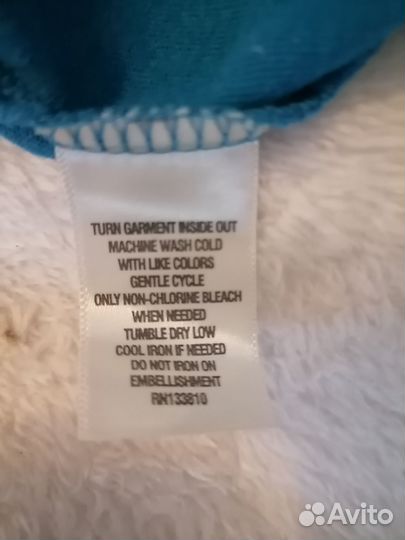 TURN GARMENT INSIDE OUT
MACHINE WASH COLD
WITH LIKE COLORS
GENTLE CYCLE
ONLY NON-CHLORINE BLEACH
WHEN NEEDED
TUMBLE DRY LOW
COOL IRON IF NEEDED
DO NOT IRON ON
EMBELLISHMENT
RN133810
Avito